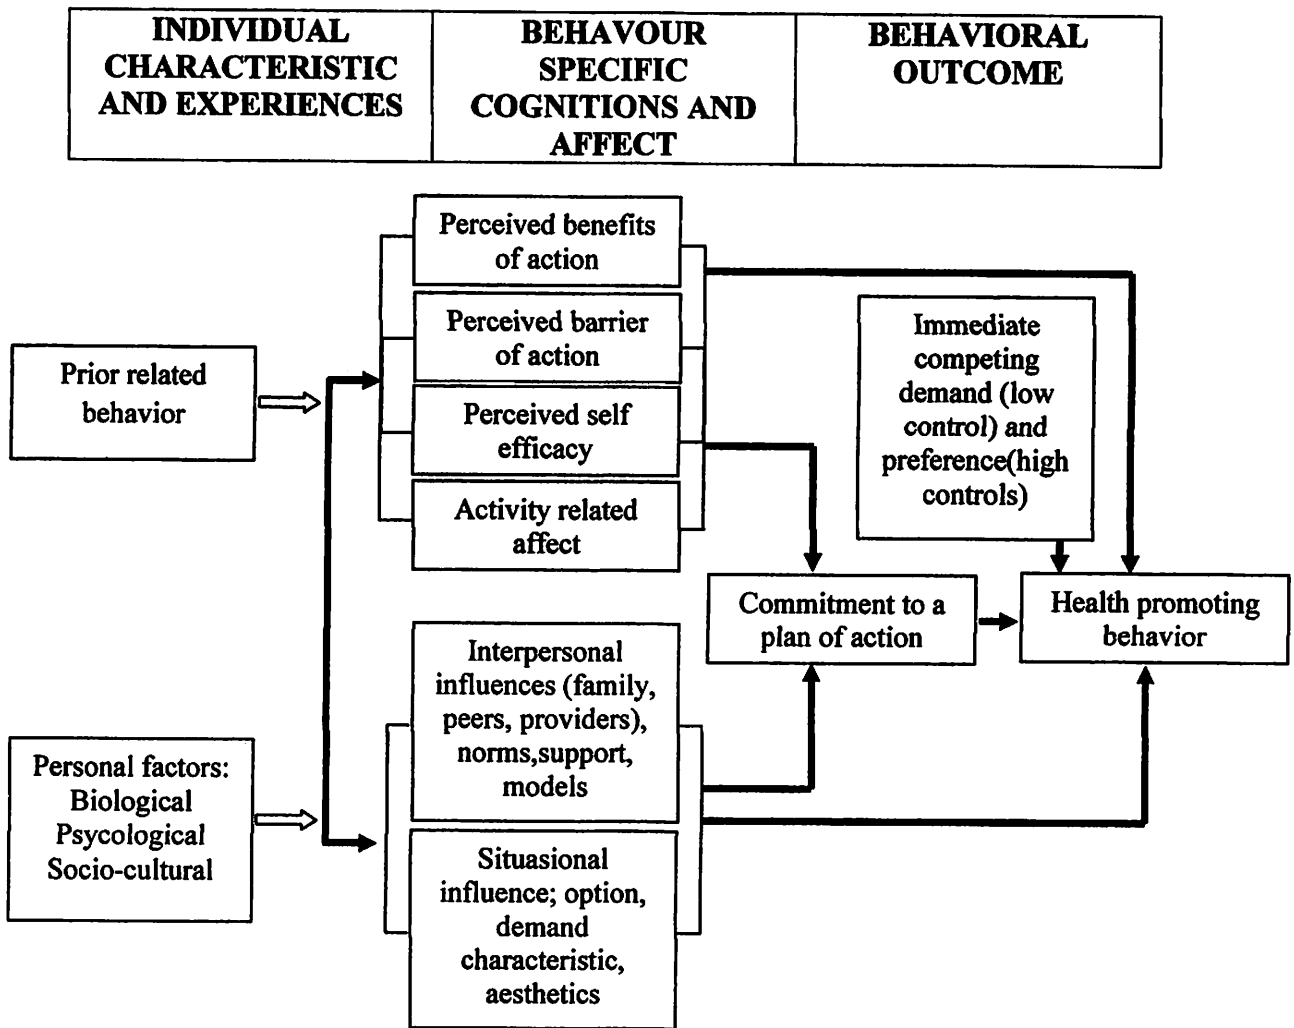 INDIVIDUAL
CHARACTERISTIC
AND EXPERIENCES
BEHAVOUR
SPECIFIC
COGNITIONS AND
AFFECT
BEHAVIORAL
OUTCOME
Perceived benefits
of action
Perceived barrier
of action
Perceived self
efficacy
Activity related
affect
Prior related
behavior
Immediate
competing
demand (low
control) and
preference(high
controls)
Commitment to a
plan of action
Health promoting
behavior
Interpersonal
influences (family,
peers, providers),
norms,support,
models
Personal factors:
Biological
Psycological
Socio-cultural
Situasional
influence; option,
demand
characteristic,
aesthetics